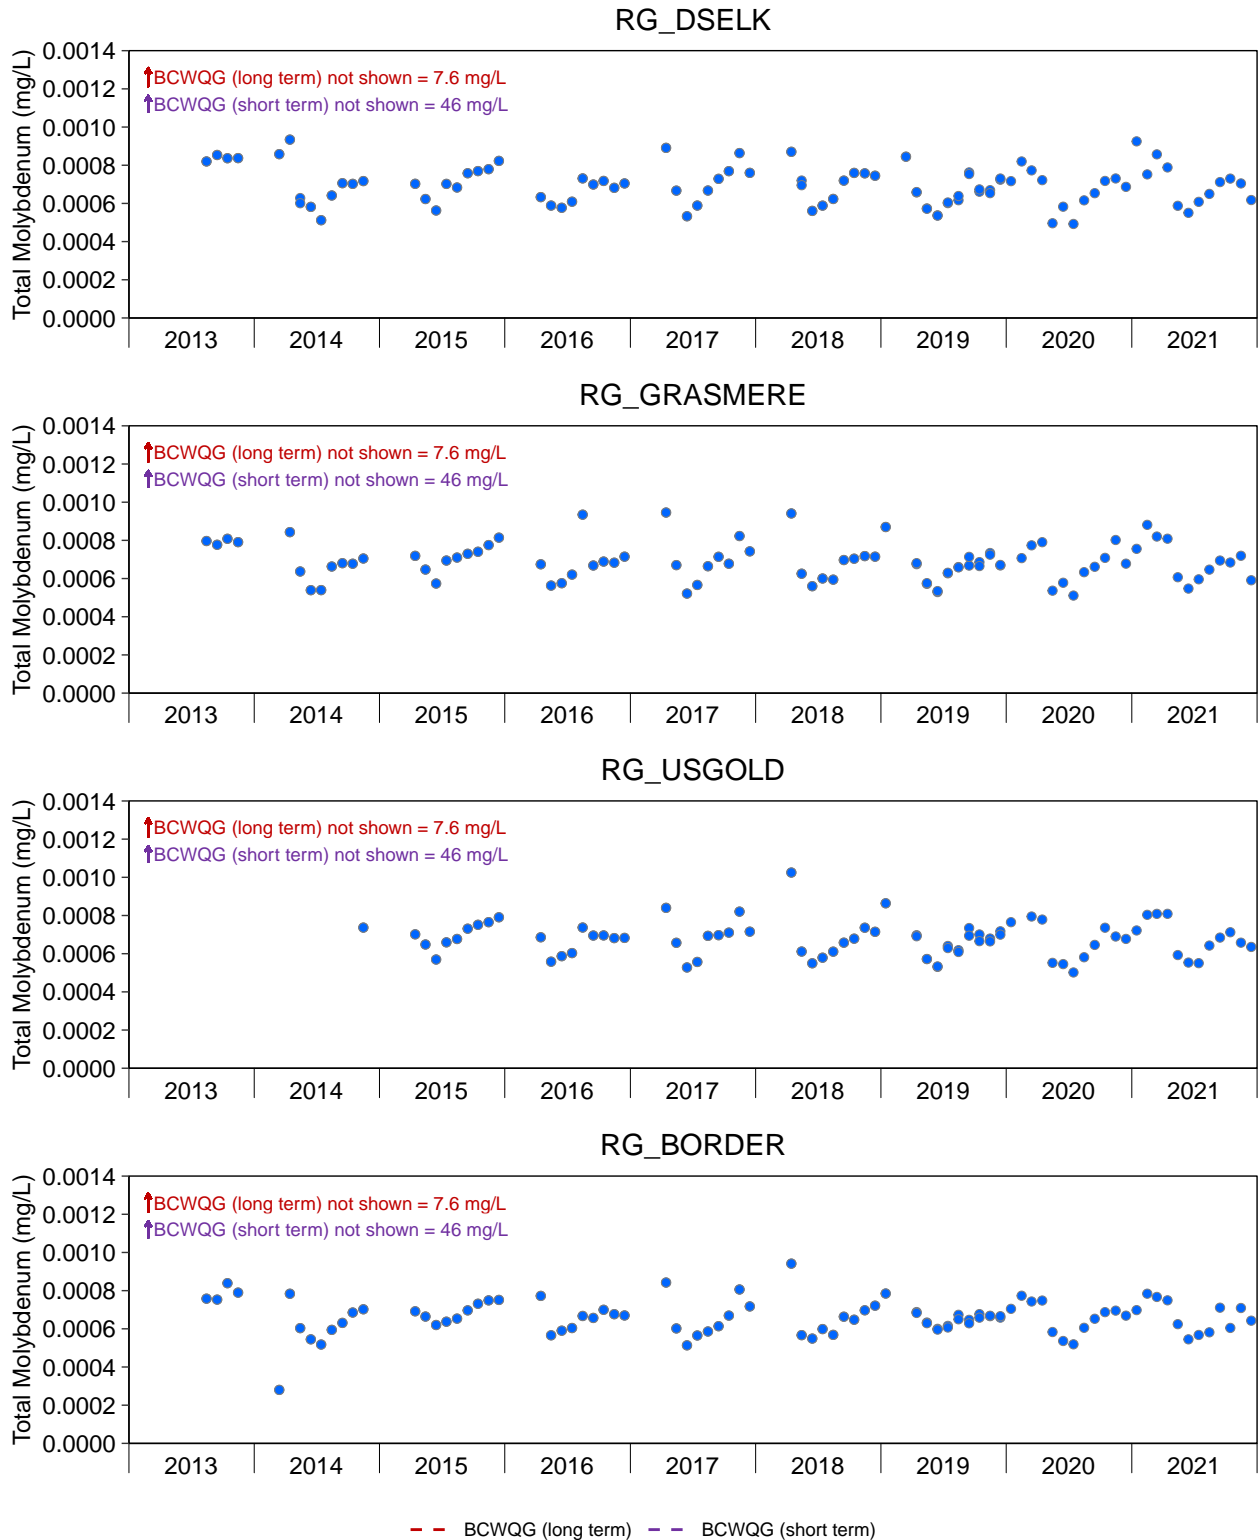 RG_DSELK
Total Molybdenum (mg/L)
0.0014
0.0012
0.0010
0.0008
0.0006
0.0004
0.0002
0.0000
BCWQG (long term) not shown = 7.6 mg/L
BCWQG (short term) not shown = 46 mg/L
2013 2014 2015 2016 2017 2018 2019 2020 2021
RG_GRASMERE
Total Molybdenum (mg/L)
0.0014
0.0012
0.0010
0.0008
0.0006
0.0004
0.0002
0.0000
BCWQG (long term) not shown = 7.6 mg/L
BCWQG (short term) not shown = 46 mg/L
2013 2014 2015 2016 2017 2018 2019 2020 2021
RG_USGOLD
Total Molybdenum (mg/L)
0.0014
0.0012
0.0010
0.0008
0.0006
0.0004
0.0002
0.0000
BCWQG (long term) not shown = 7.6 mg/L
BCWQG (short term) not shown = 46 mg/L
2013 2014 2015 2016 2017 2018 2019 2020 2021
RG_BORDER
Total Molybdenum (mg/L)
0.0014
0.0012
0.0010
0.0008
0.0006
0.0004
0.0002
0.0000
BCWQG (long term) not shown = 7.6 mg/L
BCWQG (short term) not shown = 46 mg/L
2013 2014 2015 2016 2017 2018 2019 2020 2021
BCWQG (long term) BCWQG (short term)